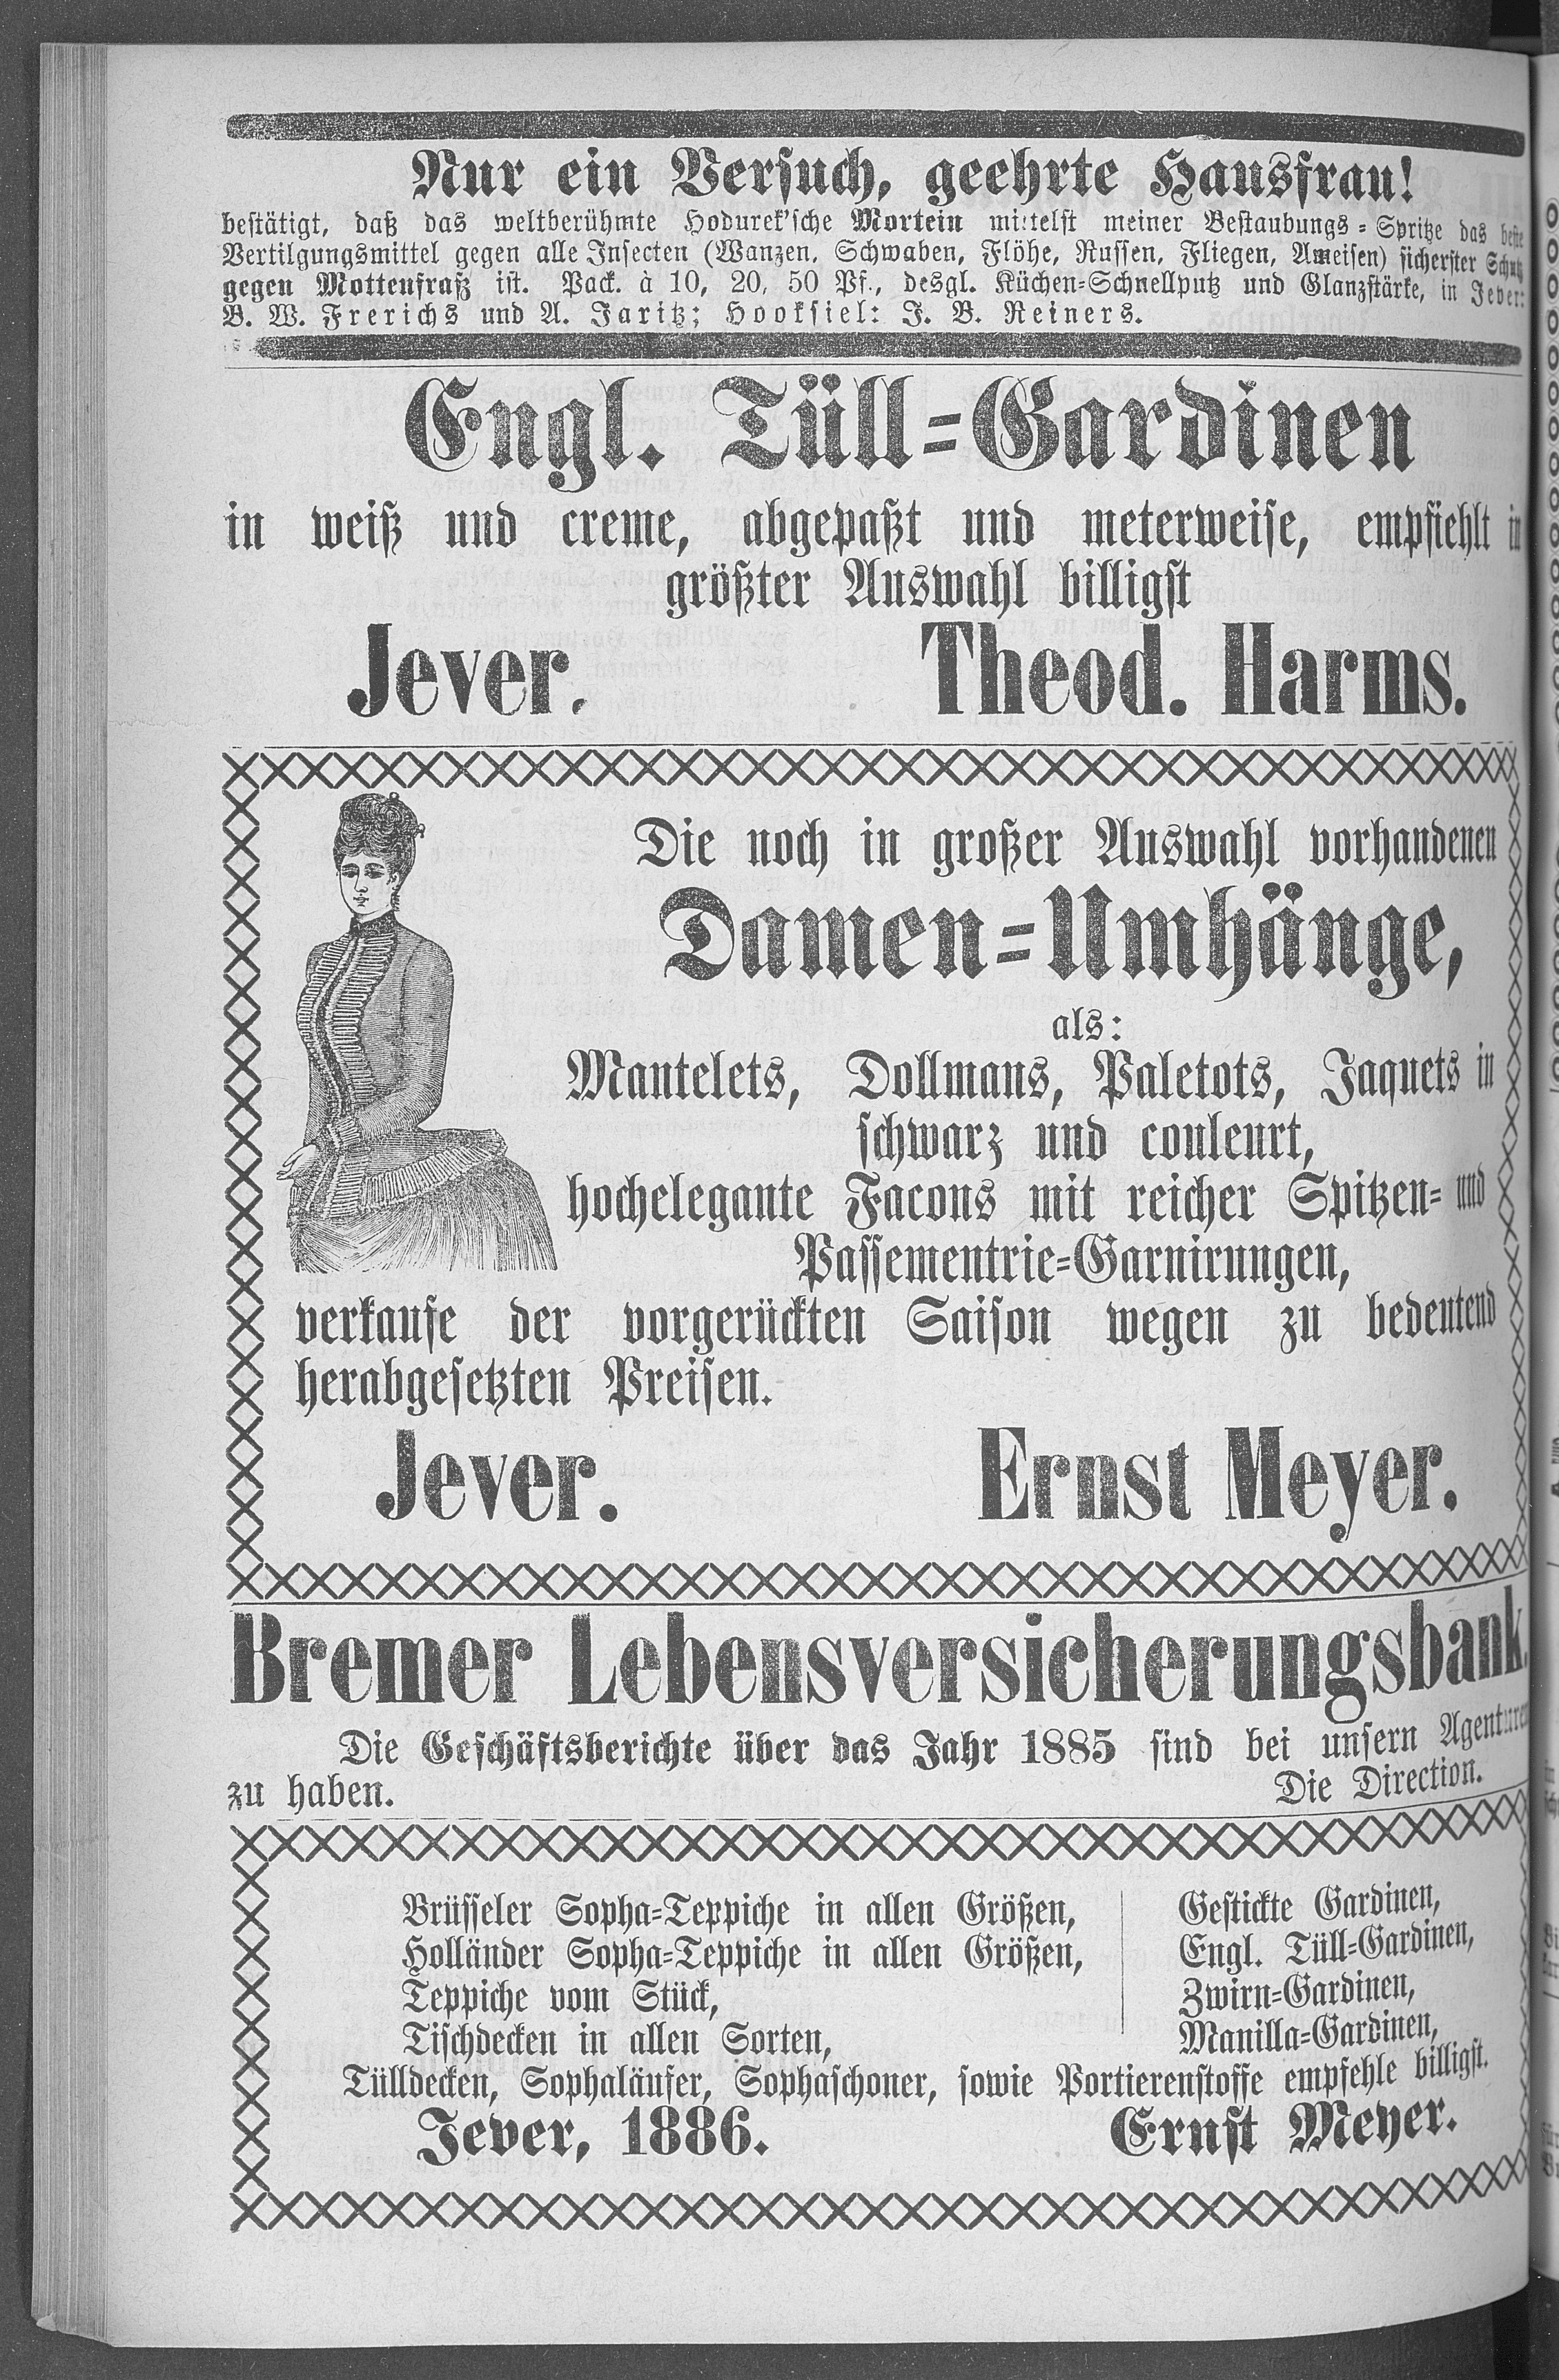 Nur ein Versuch, geehrte Hausfrau!
bestätigt, daß das weltberühmte Hodurek'sche Mortein mittelst meiner Bestaubungs-Spritze das beste
Vertilgungsmittel gegen alle Insecten (Wanzen, Schwaben, Flöhe, Russen, Fliegen, Ameisen) sicherster Schutz
gegen Mottenfraß ist. Pack. à 10, 20, 50 Pf., desgl. Küchen-Schnellputz und Glanzstärke, in Jever:
B. W. Frerichs und A. Jaritz; Hooksiel: J. B. Reiners.
Engl. Tüll-Gardinen
in weiß und creme, abgepaßt und meterweise, empfiehlt in
größter Auswahl billigst
Jever. Theod. Harms.
Die noch in großer Auswahl vorhandenen
Damen-Umhänge,
als:
Mantelets, Dollmans, Paletots, Jaquets in
schwarz und couleurt,
hochelegante Facons mit reicher Spitzen- und
Passementrie-Garnirungen,
verkaufe der vorgerückten Saison wegen zu bedeutend
herabgesetzten Preisen.
Jever. Ernst Meyer.
Bremer Lebensversicherungsbank.
Die Geschäftsberichte über das Jahr 1885 sind bei unsern Agenturen
zu haben. Die Direction.
Brüsseler Sopha-Teppiche in allen Größen,
Holländer Sopha-Teppiche in allen Größen,
Teppiche vom Stück,
Tischdecken in allen Sorten,
Gestickte Gardinen,
Engl. Tüll-Gardinen,
Zwirn-Gardinen,
Manilla-Gardinen,
Tülldecken, Sophaläufer, Sophaschoner, sowie Portierenstoffe empfehle billigst.
Jever, 1886. Ernst Meyer.